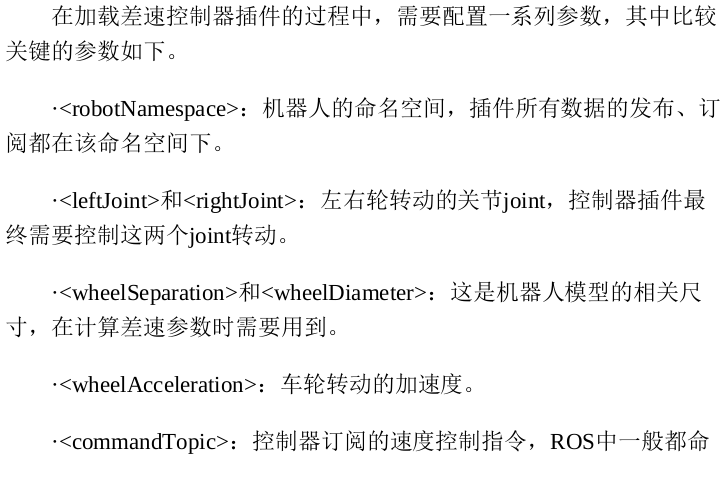 在加载差速控制器插件的过程中，需要配置一系列参数，其中比较
关键的参数如下。
·<robotNamespace>：机器人的命名空间，插件所有数据的发布、订
阅都在该命名空间下。
·<leftJoint>和<rightJoint>：左右轮转动的关节joint，控制器插件最
终需要控制这两个joint转动。
·<wheelSeparation>和<wheelDiameter>：这是机器人模型的相关尺
寸，在计算差速参数时需要用到。
·<wheelAcceleration>：车轮转动的加速度。
·<commandTopic>：控制器订阅的速度控制指令，ROS中一般都命